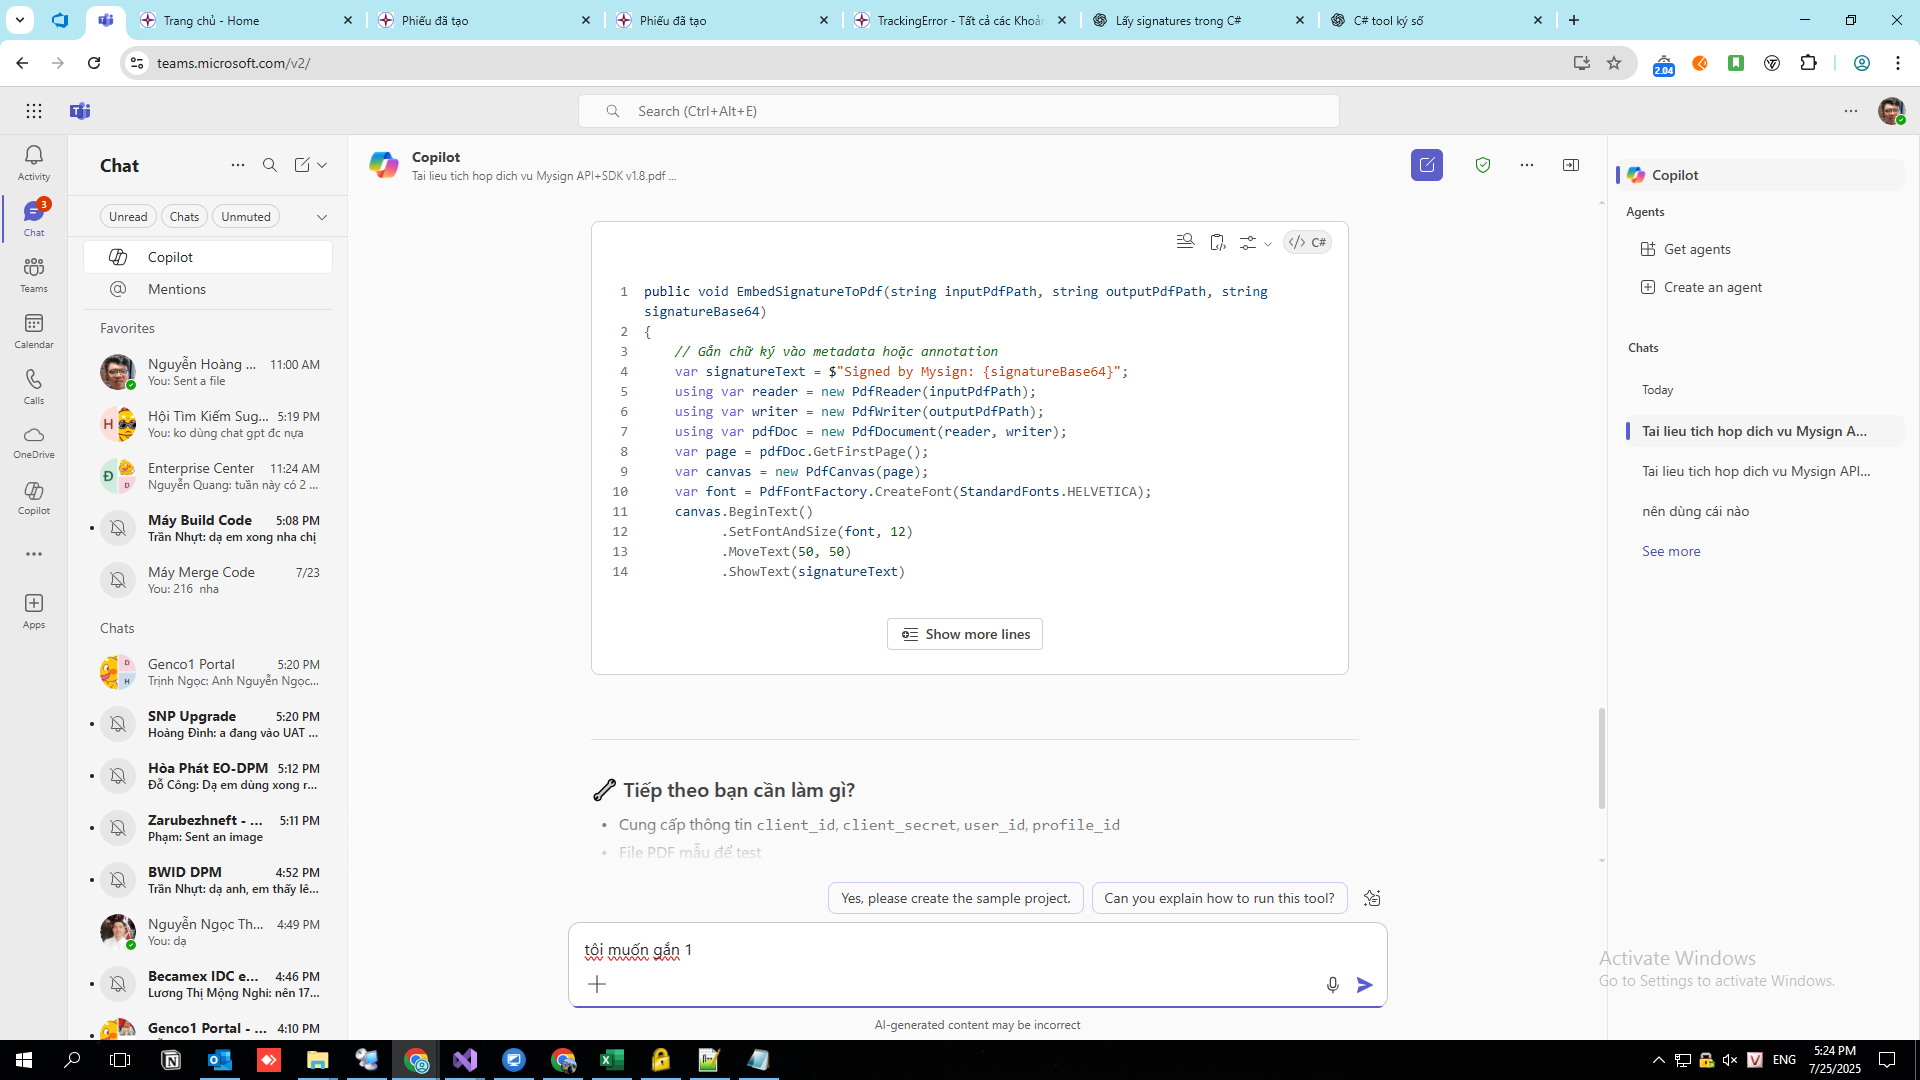 Trang chủ - Home
Phiếu đã tạo
Phiếu đã tạo
TrackingError - Tất cả các Khoản
Lấy signatures trong C#
C# tool ký số
teams.microsoft.com/v2/
2.04
Search (Ctrl+Alt+E)
Activity
3
Chat
Teams
Calendar
Calls
OneDrive
Copilot
Apps
Chat
Unread
Chats
Unmuted
Copilot
Mentions
Favorites
Nguyễn Hoàng ... 11:00 AM
You: Sent a file
Hội Tìm Kiếm Sug... 5:19 PM
You: ko dùng chat gpt đc nựa
Enterprise Center 11:24 AM
Nguyễn Quang: tuần này có 2 ...
Máy Build Code 5:08 PM
Trần Nhựt: dạ em xong nha chị
Máy Merge Code 7/23
You: 216 nha
Chats
Genco1 Portal 5:20 PM
Trịnh Ngọc: Anh Nguyễn Ngọc...
SNP Upgrade 5:20 PM
Hoàng Đình: a đang vào UAT ...
Hòa Phát EO-DPM 5:12 PM
Đỗ Công: Dạ em dùng xong r...
Zarubezhneft - ... 5:11 PM
Phạm: Sent an image
BWID DPM 4:52 PM
Trần Nhựt: dạ anh, em thấy lê...
Nguyễn Ngọc Th... 4:49 PM
You: dạ
Becamex IDC e... 4:46 PM
Lương Thị Mộng Nghi: nên 17...
Genco1 Portal - ... 4:10 PM
Copilot
Tai lieu tich hop dich vu Mysign API+SDK v1.8.pdf ...
C#
1 public void EmbedSignatureToPdf(string inputPdfPath, string outputPdfPath, string
signatureBase64)
2 {
3 // Gắn chữ ký vào metadata hoặc annotation
4 var signatureText = $"Signed by Mysign: {signatureBase64}";
5 using var reader = new PdfReader(inputPdfPath);
6 using var writer = new PdfWriter(outputPdfPath);
7 using var pdfDoc = new PdfDocument(reader, writer);
8 var page = pdfDoc.GetFirstPage();
9 var canvas = new PdfCanvas(page);
10 var font = PdfFontFactory.CreateFont(StandardFonts.HELVETICA);
11 canvas.BeginText()
12 .SetFontAndSize(font, 12)
13 .MoveText(50, 50)
14 .ShowText(signatureText)
Show more lines
Tiếp theo bạn cần làm gì?
• Cung cấp thông tin client_id, client_secret, user_id, profile_id
• File PDF mẫu để test
Yes, please create the sample project.
Can you explain how to run this tool?
tôi muốn gắn 1
AI-generated content may be incorrect
Copilot
Agents
Get agents
Create an agent
Chats
Today
Tai lieu tich hop dich vu Mysign A...
Tai lieu tich hop dich vu Mysign API...
nên dùng cái nào
See more
Activate Windows
Go to Settings to activate Windows.
ENG
5:24 PM
7/25/2025